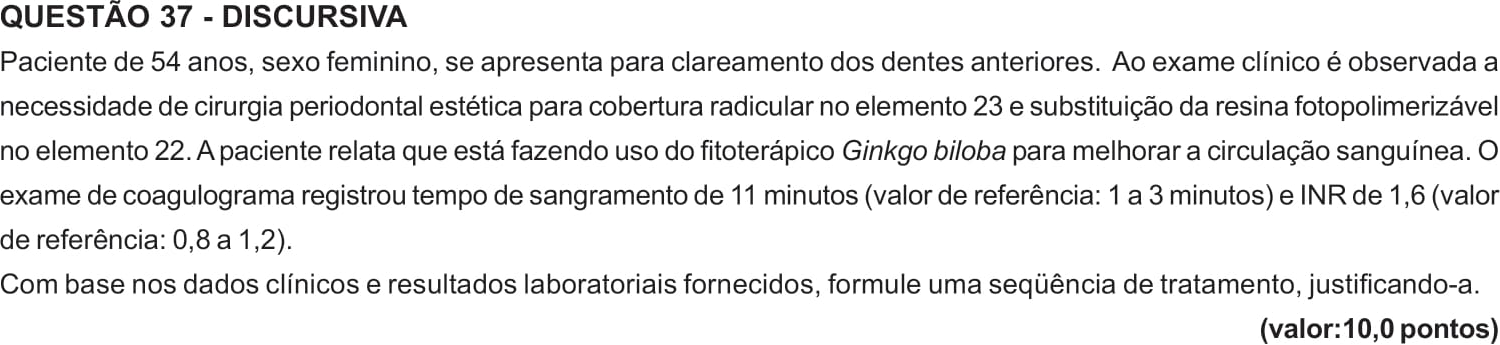 QUESTÃO 37 - DISCURSIVA
Paciente de 54 anos, sexo feminino, se apresenta para clareamento dos dentes anteriores. Ao exame clínico é observada a
necessidade de cirurgia periodontal estética para cobertura radicular no elemento 23 e substituição da resina fotopolimerizável
no elemento 22. A paciente relata que está fazendo uso do fitoterápico Ginkgo biloba para melhorar a circulação sanguínea. O
exame de coagulograma registrou tempo de sangramento de 11 minutos (valor de referência: 1 a 3 minutos) e INR de 1,6 (valor
de referência: 0,8 a 1,2).
Com base nos dados clínicos e resultados laboratoriais fornecidos, formule uma seqüência de tratamento, justificando-a.
(valor:10,0 pontos)